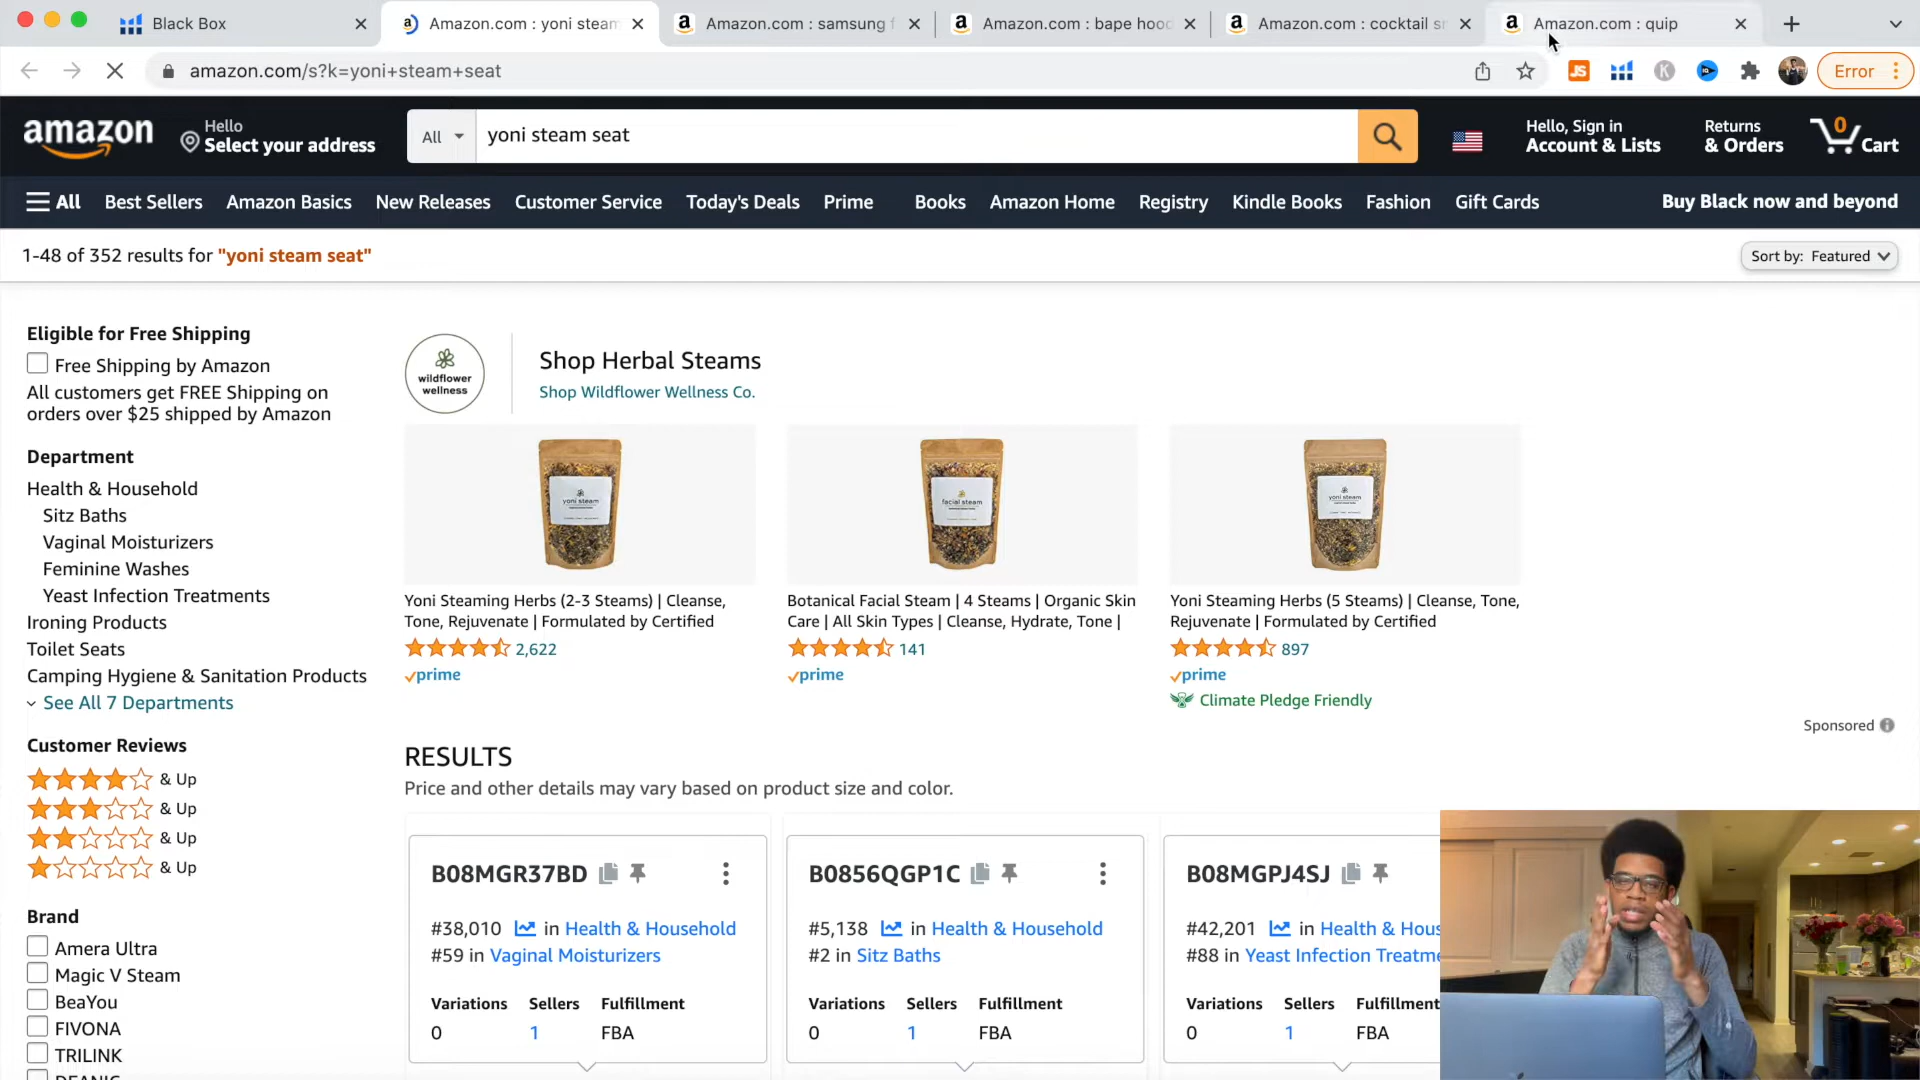 Black Box
Amazon.com : yoni steam
Amazon.com : samsung f
Amazon.com : bape hood
Amazon.com : cocktail sm
Amazon.com : quip
amazon.com/s?k=yoni+steam+seat
JS
K
Error
amazon
Hello
Select your address
All
yoni steam seat
Hello, Sign in
Account & Lists
Returns
& Orders
0
Cart
All
Best Sellers
Amazon Basics
New Releases
Customer Service
Today's Deals
Prime
Books
Amazon Home
Registry
Kindle Books
Fashion
Gift Cards
Buy Black now and beyond
1-48 of 352 results for "yoni steam seat"
Sort by: Featured
Eligible for Free Shipping
Free Shipping by Amazon
All customers get FREE Shipping on
orders over $25 shipped by Amazon
Department
Health & Household
Sitz Baths
Vaginal Moisturizers
Feminine Washes
Yeast Infection Treatments
Ironing Products
Toilet Seats
Camping Hygiene & Sanitation Products
See All 7 Departments
Customer Reviews
& Up
& Up
& Up
& Up
Brand
Amera Ultra
Magic V Steam
BeaYou
FIVONA
TRILINK
wildflower
wellness
Shop Herbal Steams
Shop Wildflower Wellness Co.
yoni steam
facial steam
yoni steam
Yoni Steaming Herbs (2-3 Steams) | Cleanse,
Tone, Rejuvenate | Formulated by Certified
2,622
prime
Botanical Facial Steam | 4 Steams | Organic Skin
Care | All Skin Types | Cleanse, Hydrate, Tone |
141
prime
Yoni Steaming Herbs (5 Steams) | Cleanse, Tone,
Rejuvenate | Formulated by Certified
897
prime
Climate Pledge Friendly
Sponsored
RESULTS
Price and other details may vary based on product size and color.
B08MGR37BD
#38,010 in Health & Household
#59 in Vaginal Moisturizers
Variations Sellers Fulfillment
0 1 FBA
B0856QGP1C
#5,138 in Health & Household
#2 in Sitz Baths
Variations Sellers Fulfillment
0 1 FBA
B08MGPJ4SJ
#42,201 in Health & Hous
#88 in Yeast Infection Treatme
Variations Sellers Fulfillment
0 1 FBA